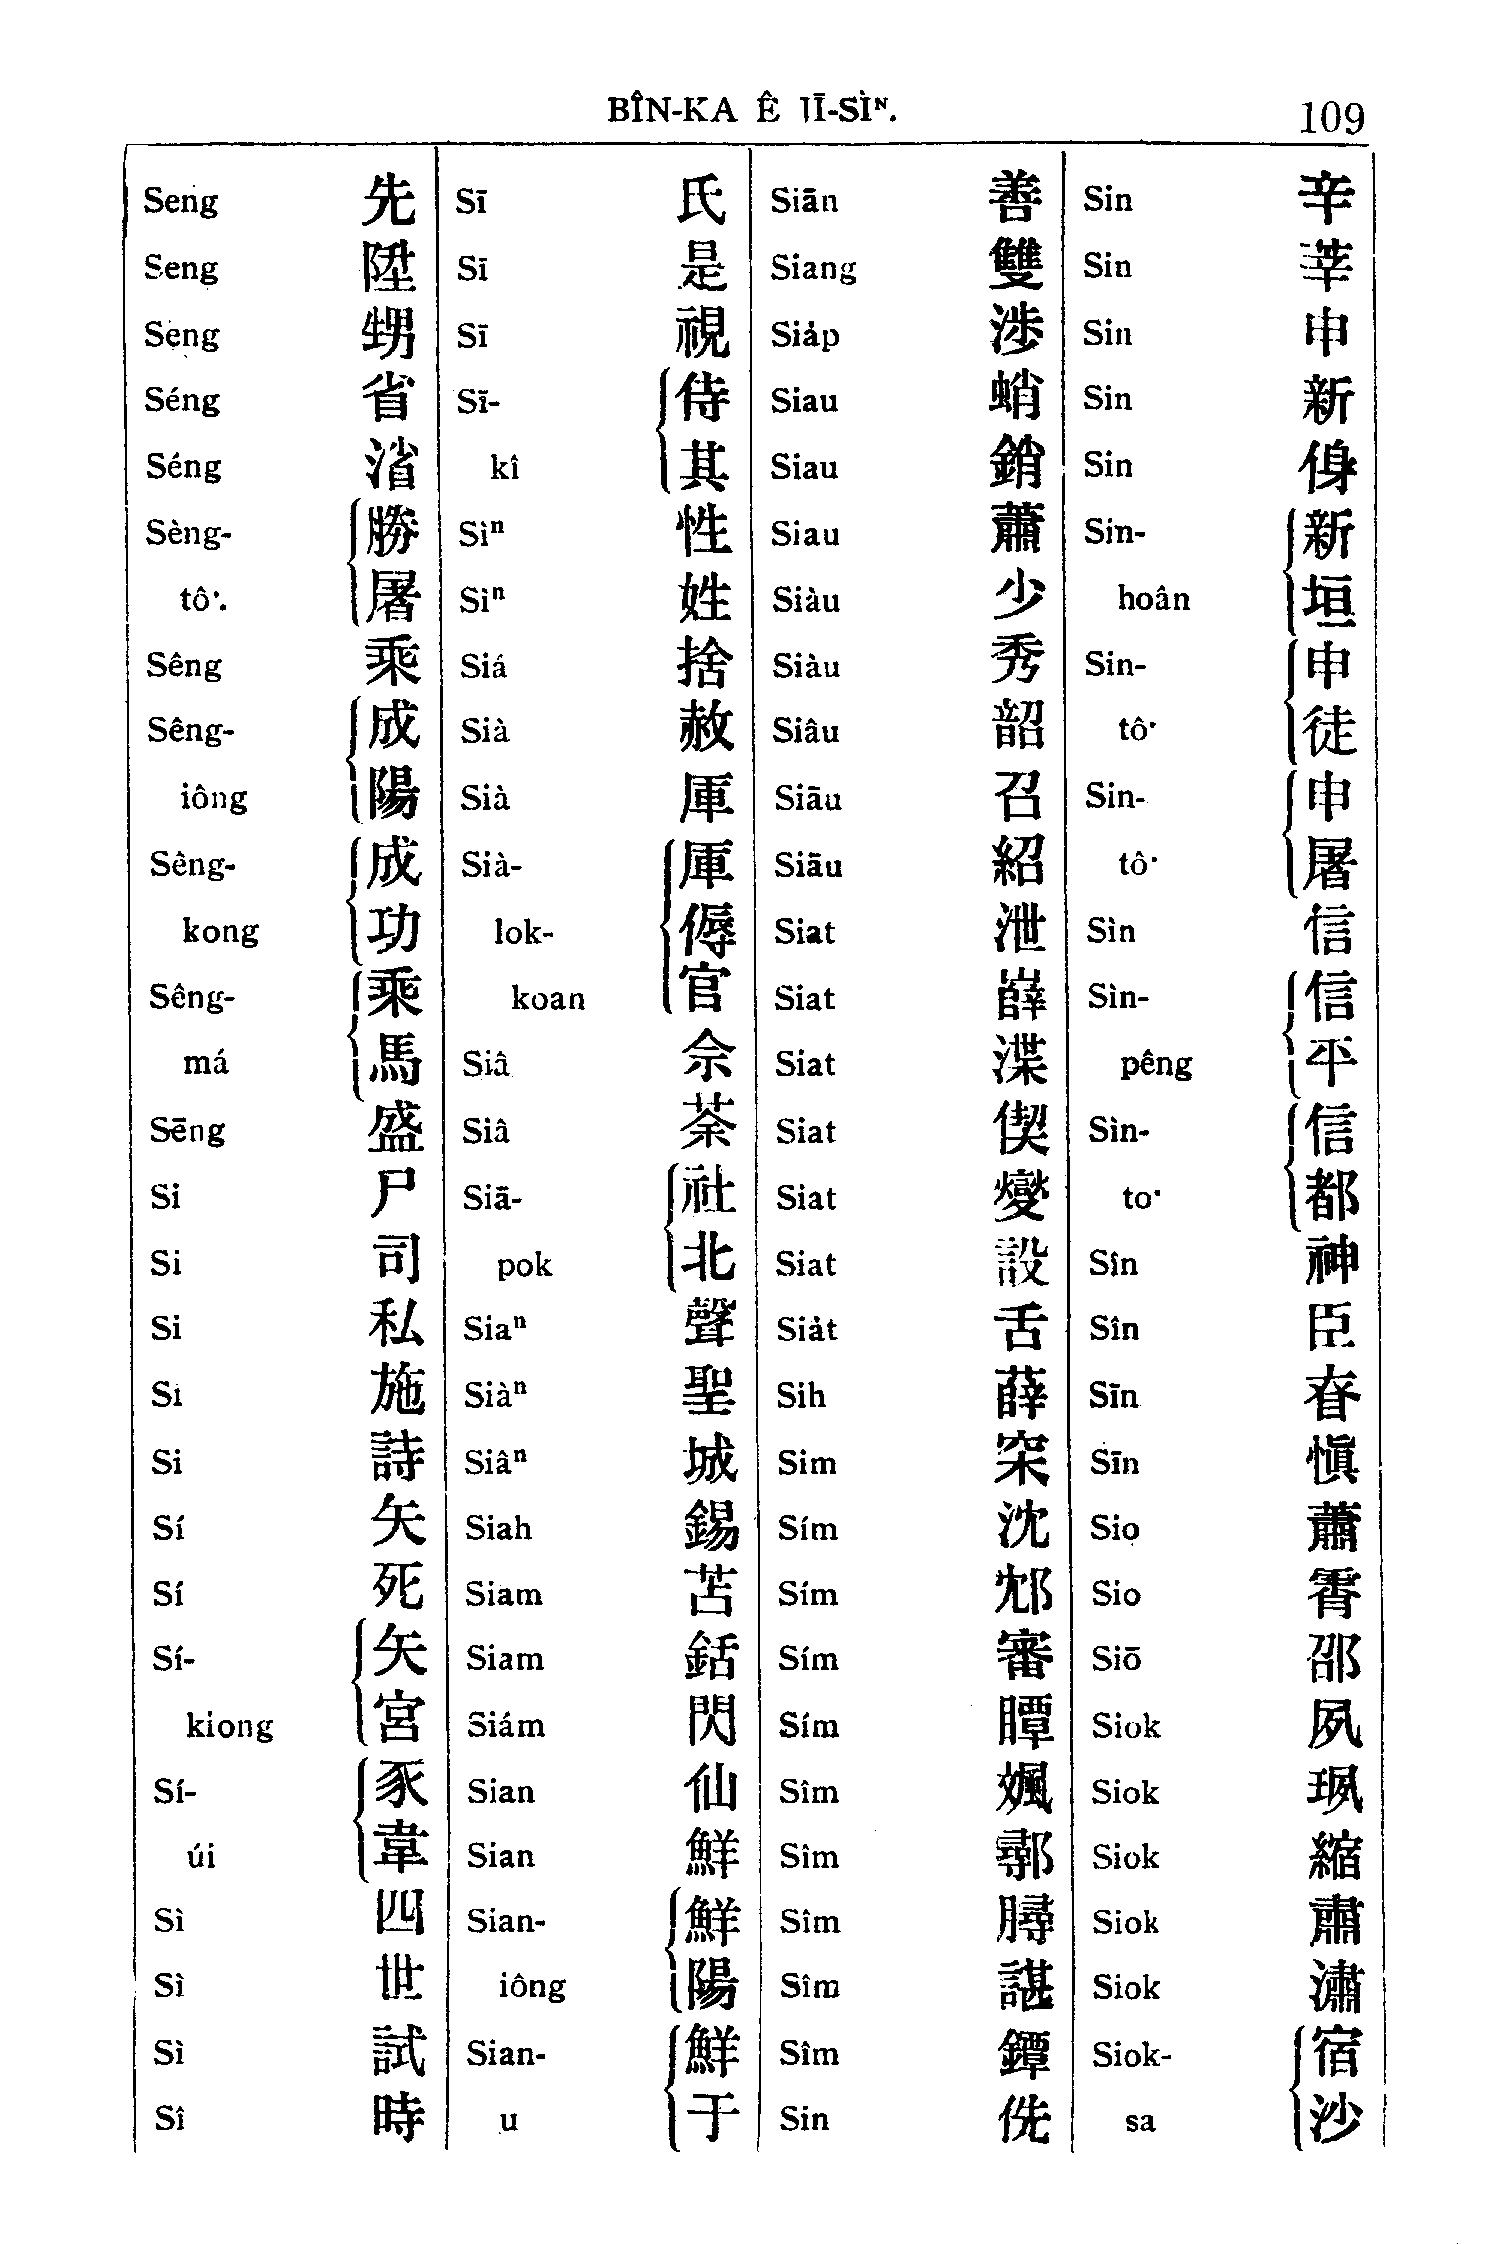 BÎN-KA Ê JĪ-SÌⁿ.
109
Seng 先
Seng 陞
Seng 甥
Séng 省
Séng 渻
Sèng- 勝
tô͘. 屠
Sêng 乘
Sêng- 成
iông 陽
Sêng- 成
kong 功
Sêng- 乘
má 馬
Sēng 盛
Si 尸
Si 司
Si 私
Si 施
Si 詩
Sí 矢
Sí 死
Sí- 矢
kiong 宮
Sí- 豕
úi 韋
Sì 四
Sì 世
Sì 試
Sî 時
Sī 氏
Sī 是
Sī 視
Sī- 侍
kî 其
Sìⁿ 性
Sìⁿ 姓
Siá 捨
Sià 赦
Sià 厙
Sià- 厙
lok- 傉
koan 官
Siâ 佘
Siâ 荼
Siā- 社
pok 北
Siaⁿ 聲
Siàⁿ 聖
Siâⁿ 城
Siah 錫
Siam 苫
Siam 銛
Siám 閃
Sian 仙
Sian 鮮
Sian- 鮮
iông 陽
Sian- 鮮
u 于
Siān 善
Siang 雙
Sia̍p 涉
Siau 蛸
Siau 銷
Siau 蕭
Siàu 少
Siàu 秀
Siâu 韶
Siāu 召
Siāu 紹
Siat 泄
Siat
Siat 渫
Siat 偰
Siat 燮
Siat 設
Sia̍t 舌
Sih 薛
Sim 罙
Sím 沈
Sím 邥
Sím 審
Sím 瞫
Sîm
Sîm 鄩
Sîm
Sîm 諶
Sîm 鐔
Sin 侁
Sin 辛
Sin 莘
Sin 申
Sin 新
Sin 身
Sin- 新
hoân 垣
Sin- 申
tô͘ 徒
Sin- 申
tô͘ 屠
Sìn 信
Sìn- 信
pêng 平
Sìn- 信
to͘ 都
Sîn 神
Sîn 臣
Sīn 昚
Sīn 愼
Sio 蕭
Sio 霄
Siō 邵
Siok 夙
Siok
Siok 縮
Siok 肅
Siok 潚
Siok- 宿
sa 沙